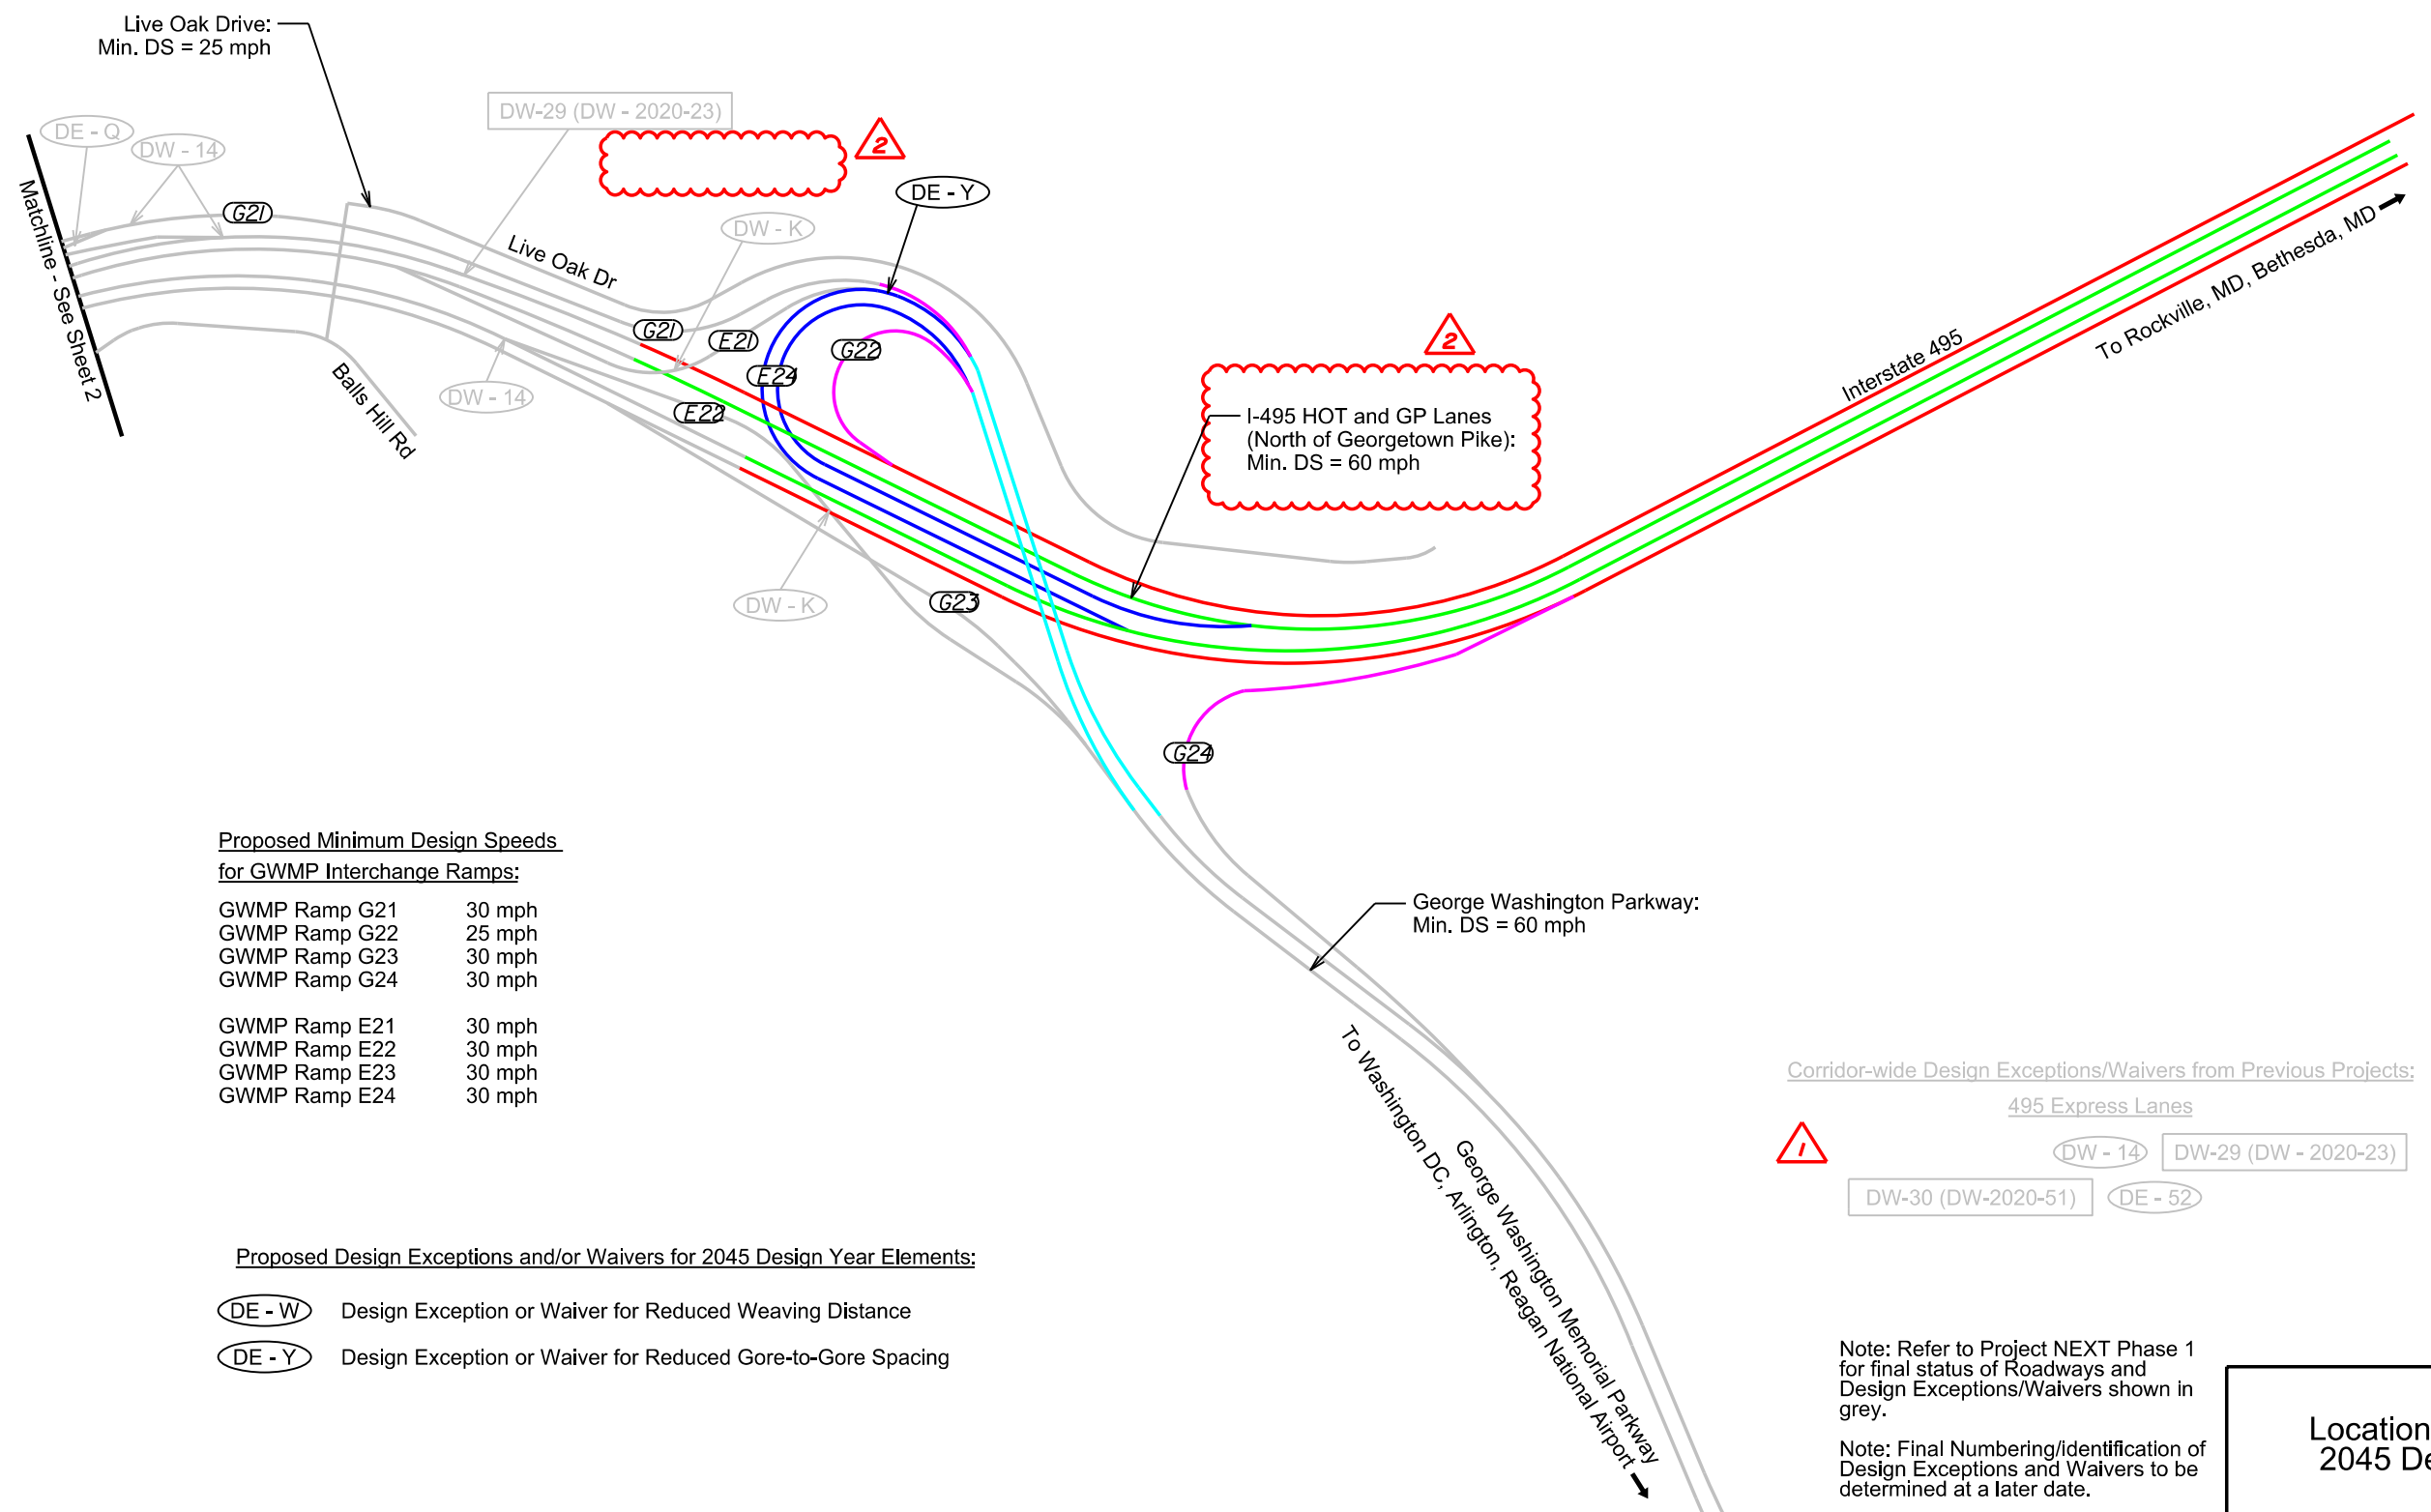 Live Oak Drive:
Min. DS = 25 mph
DE - Q
DW - 14
DW-29 (DW - 2020-23)
2
DE - Y
Matchline - See Sheet 2
G21
Live Oak Dr
DW - K
G21
E21
G22
E24
Balls Hill Rd
DW - 14
E22
2
I-495 HOT and GP Lanes
(North of Georgetown Pike):
Min. DS = 60 mph
Interstate 495
To Rockville, MD, Bethesda, MD
DW - K
G23
G24
Proposed Minimum Design Speeds
for GWMP Interchange Ramps:
GWMP Ramp G21 30 mph
GWMP Ramp G22 25 mph
GWMP Ramp G23 30 mph
GWMP Ramp G24 30 mph
GWMP Ramp E21 30 mph
GWMP Ramp E22 30 mph
GWMP Ramp E23 30 mph
GWMP Ramp E24 30 mph
George Washington Parkway:
Min. DS = 60 mph
To Washington DC, Arlington, Reagan National Airport
George Washington Memorial Parkway
Corridor-wide Design Exceptions/Waivers from Previous Projects:
495 Express Lanes
1
DW - 14
DW-29 (DW - 2020-23)
DW-30 (DW-2020-51)
DE - 52
Proposed Design Exceptions and/or Waivers for 2045 Design Year Elements:
DE - W Design Exception or Waiver for Reduced Weaving Distance
DE - Y Design Exception or Waiver for Reduced Gore-to-Gore Spacing
Note: Refer to Project NEXT Phase 1
for final status of Roadways and
Design Exceptions/Waivers shown in
grey.
Note: Final Numbering/identification of
Design Exceptions and Waivers to be
determined at a later date.
Location
2045 De